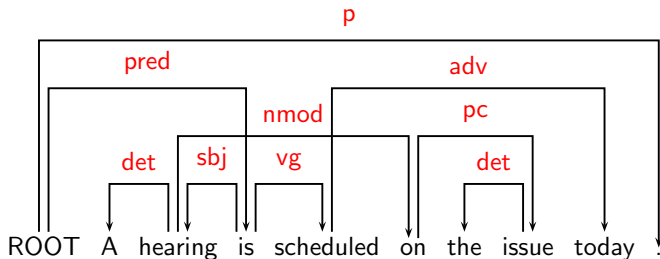 p
pred adv
nmod pc
det sbj vg det
ROOT A hearing is scheduled on the issue today .